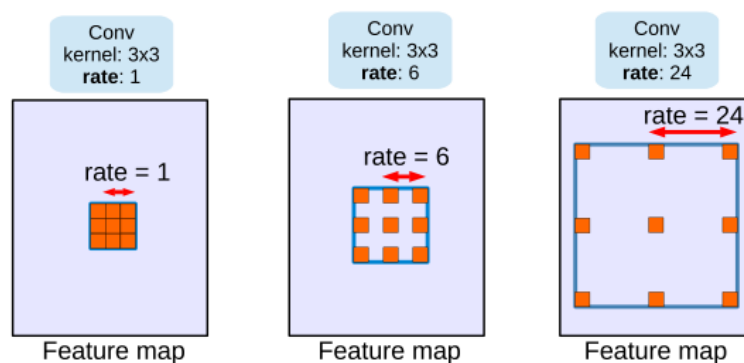 Conv
kernel: 3x3
rate: 1
Conv
kernel: 3x3
rate: 6
Conv
kernel: 3x3
rate: 24
rate = 1
rate = 6
rate = 24
Feature map
Feature map
Feature map